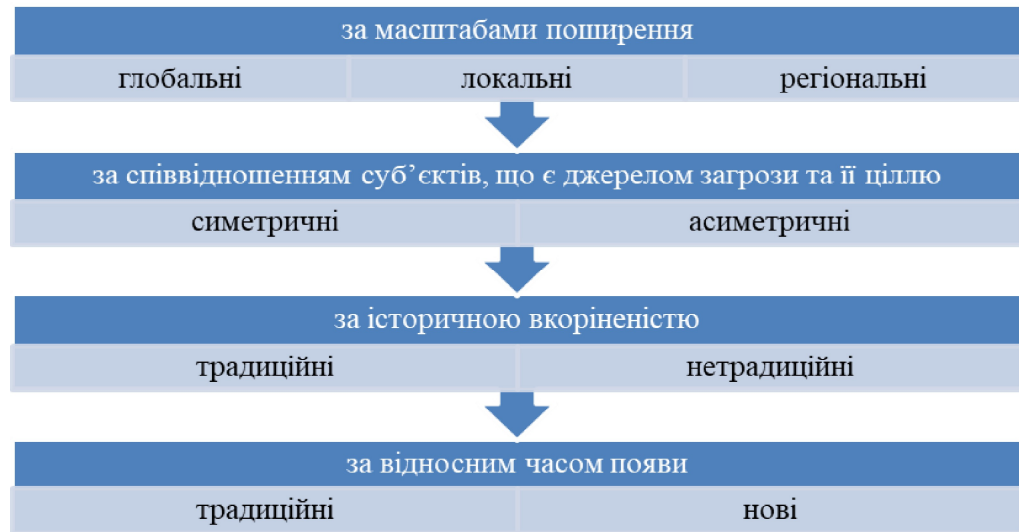 за масштабами поширення
глобальні локальні регіональні
за співвідношенням суб’єктів, що є джерелом загрози та її ціллю
симетричні асиметричні
за історичною вкоріненістю
традиційні нетрадиційні
за відносним часом появи
традиційні нові